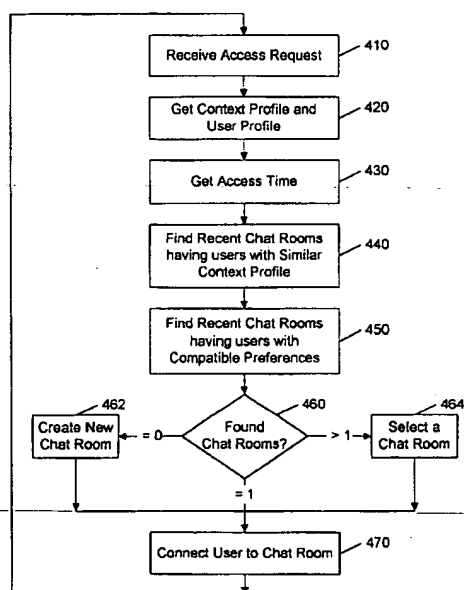 Receive Access Request
410
Get Context Profile and
User Profile
420
Get Access Time
430
Find Recent Chat Rooms
having users with Similar
Context Profile
440
Find Recent Chat Rooms
having users with
Compatible Preferences
450
462
Create New
Chat Room
= 0
Found
Chat Rooms?
460
> 1
464
Select a
Chat Room
= 1
Connect User to Chat Room
470